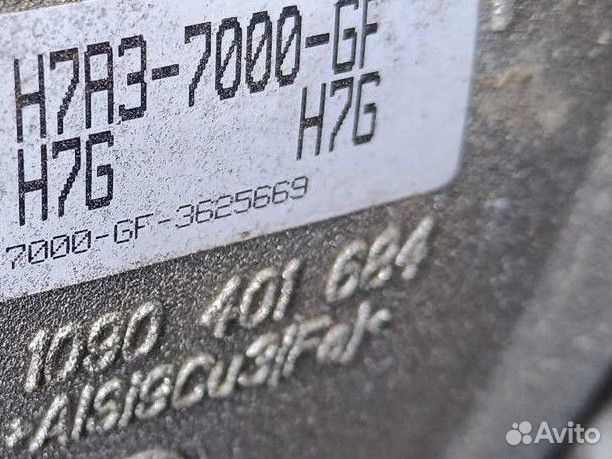 H7A3-7000-GF
H7G H7G
7000-GF-3625669
1090 401 684
AlSi9Cu3(Fe)
Avito